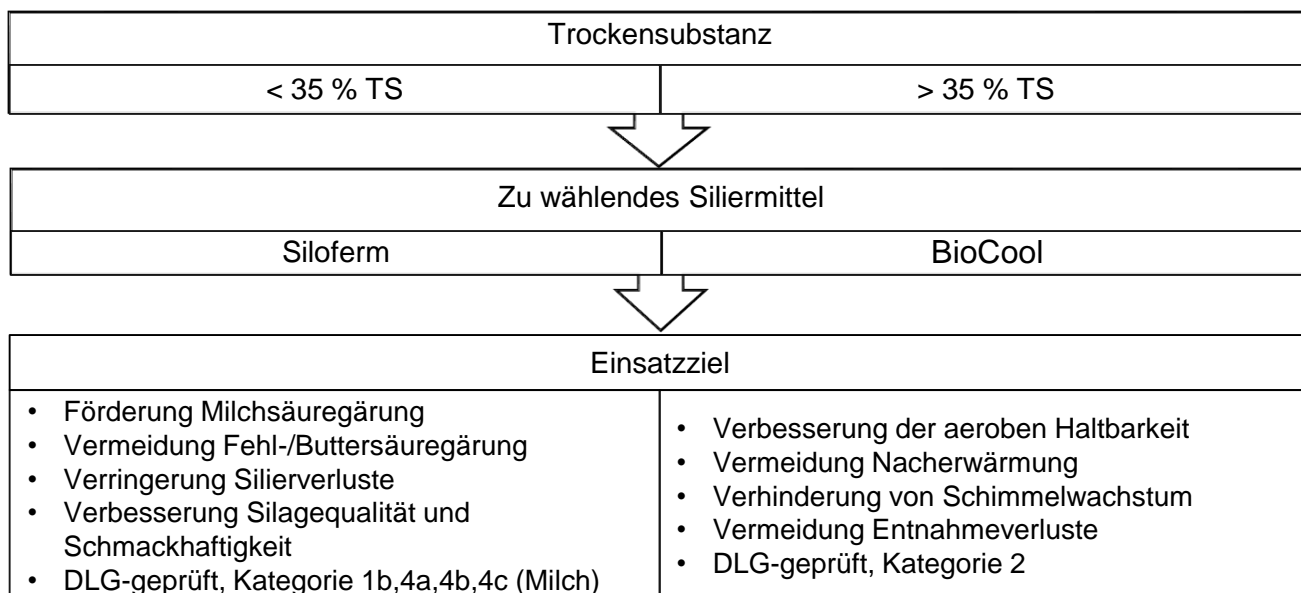 Trockensubstanz
< 35 % TS
> 35 % TS
Zu wählendes Siliermittel
Siloferm
BioCool
Einsatzziel
• Förderung Milchsäuregärung
• Vermeidung Fehl-/Buttersäuregärung
• Verringerung Silierverluste
• Verbesserung Silagequalität und
Schmackhaftigkeit
• DLG-geprüft, Kategorie 1b,4a,4b,4c (Milch)
• Verbesserung der aeroben Haltbarkeit
• Vermeidung Nacherwärmung
• Verhinderung von Schimmelwachstum
• Vermeidung Entnahmeverluste
• DLG-geprüft, Kategorie 2